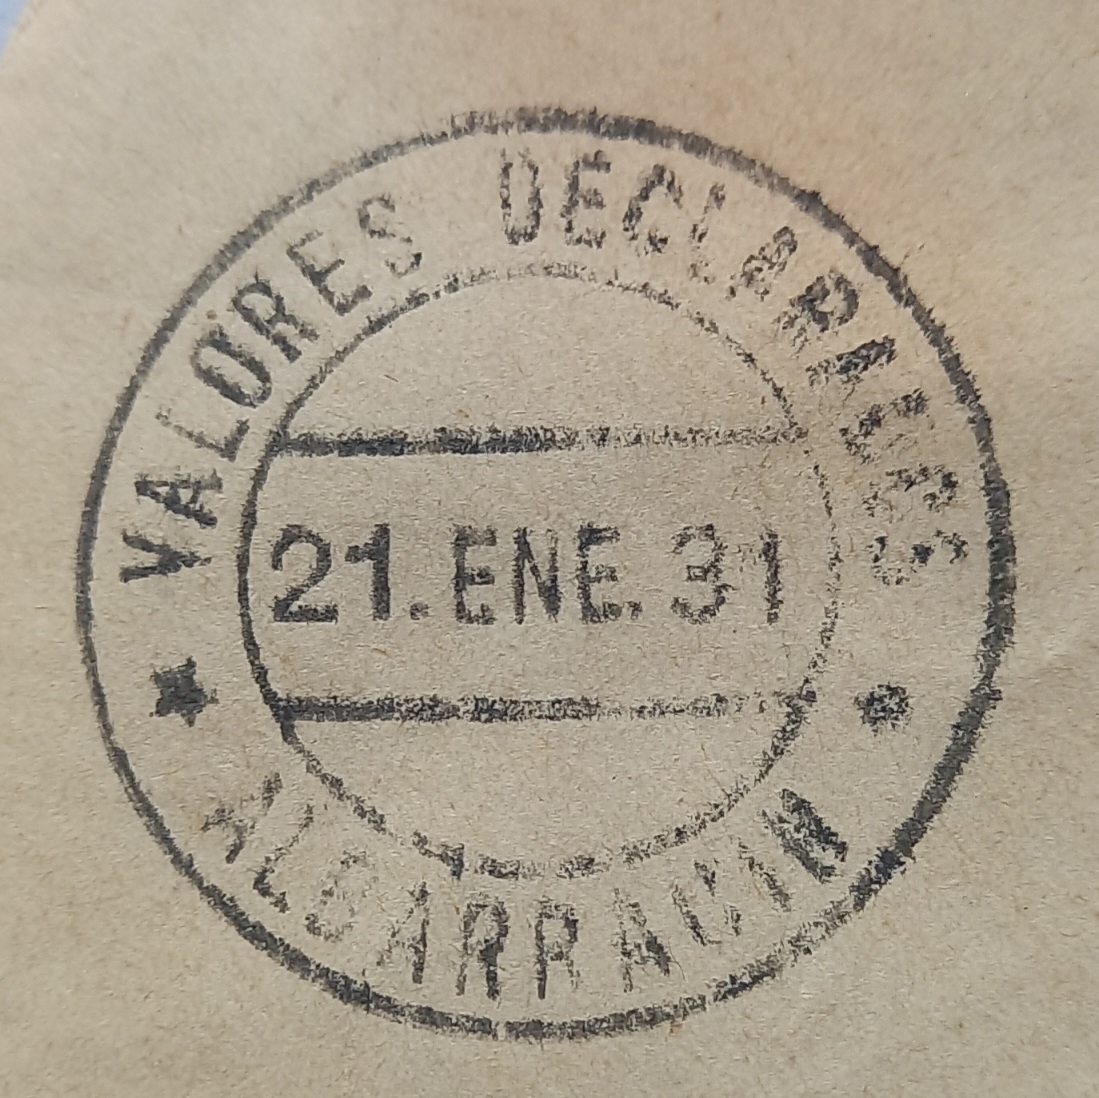 VALORES DECLARADOS
21.ENE.31
ALBARRACIN